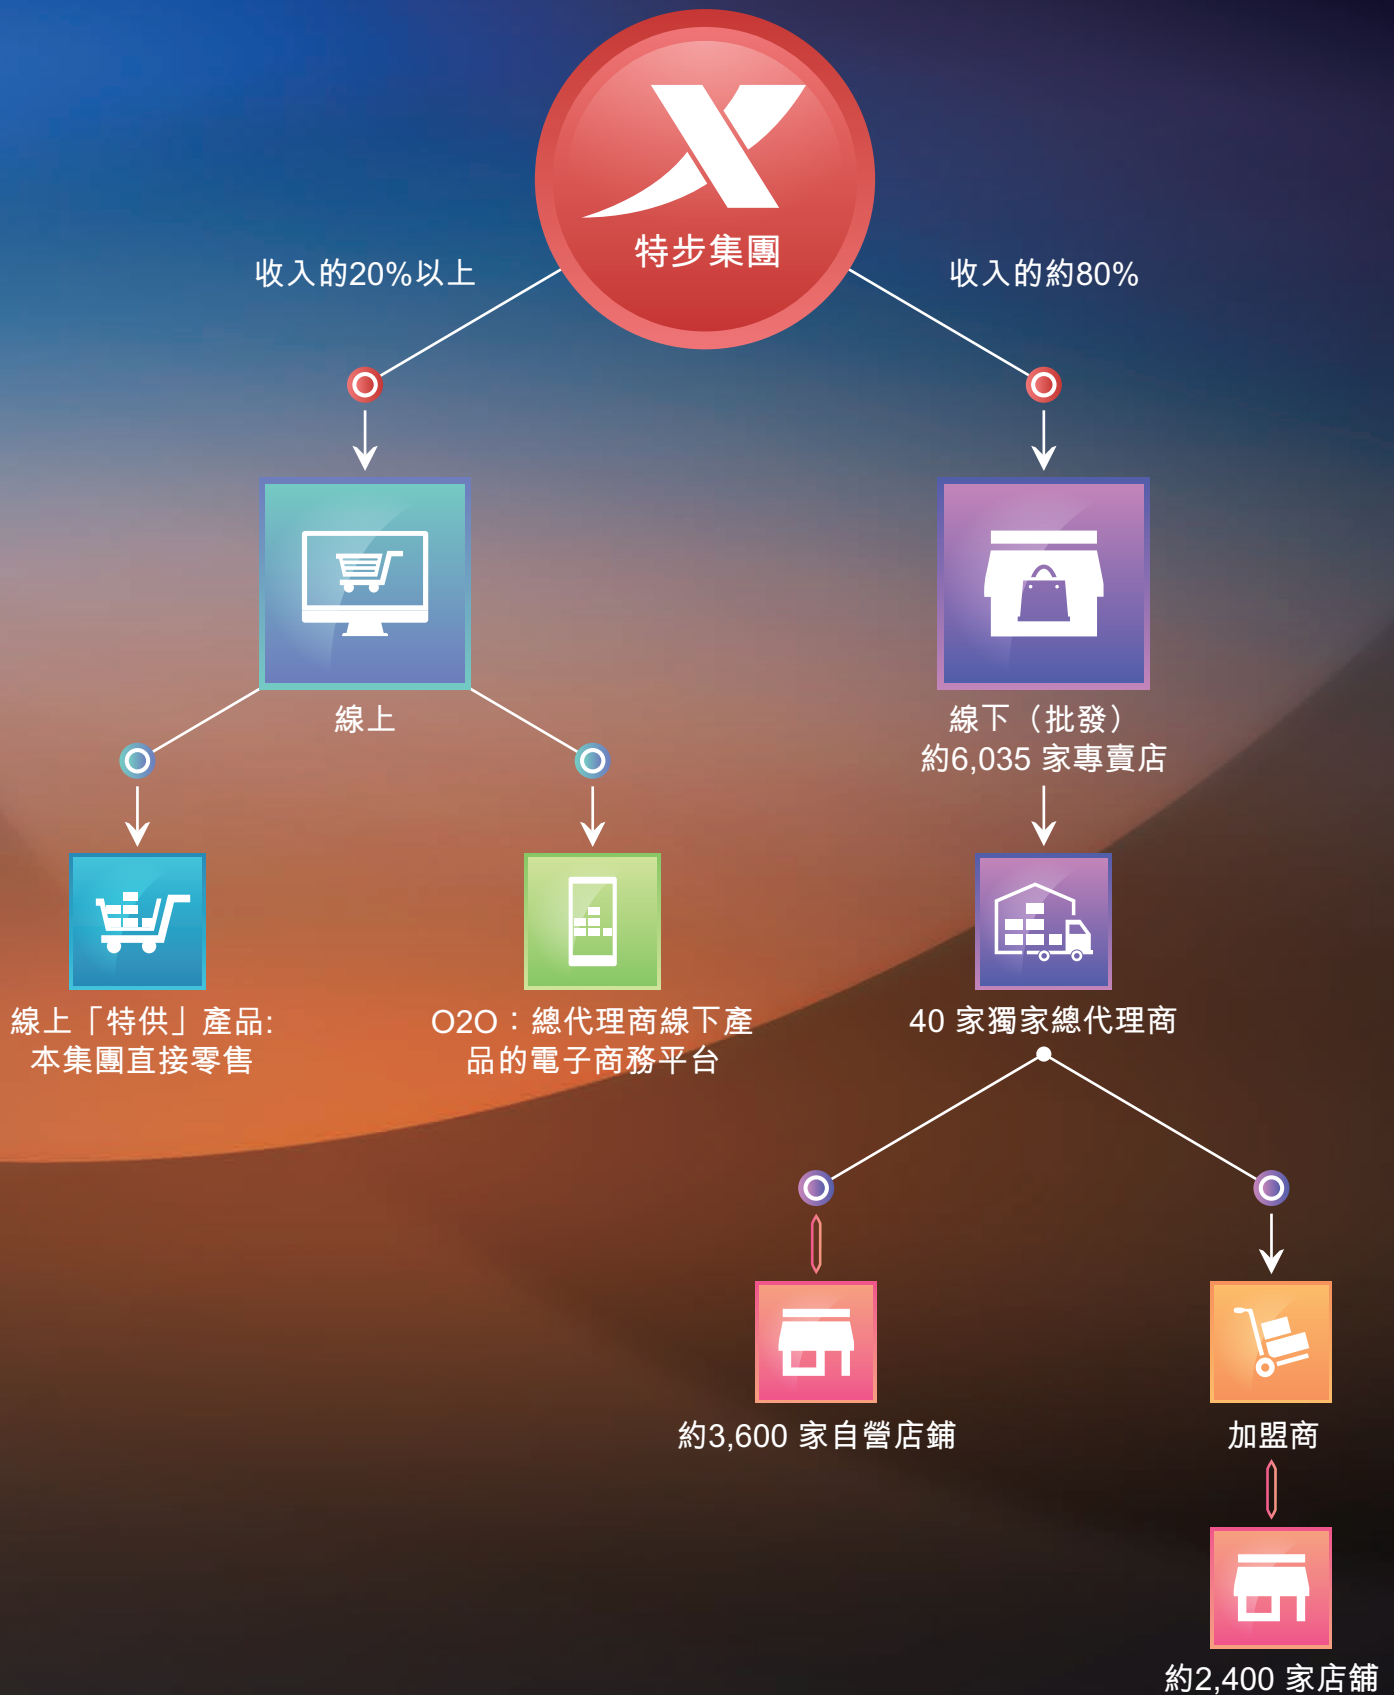 特步集團
收入的20%以上
收入的約80%
線上
線下（批發）
約6,035 家專賣店
線上「特供」產品:
本集團直接零售
O2O：總代理商線下產
品的電子商務平台
40 家獨家總代理商
約3,600 家自營店鋪
加盟商
約2,400 家店舖